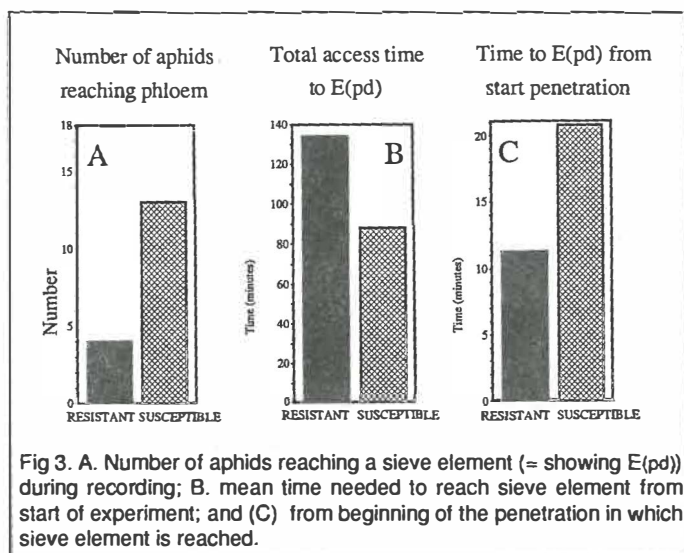 Number of aphids
reaching phloem
Total access time
to E(pd)
Time to E(pd) from
start penetration
18
15
10
5
0
Number
A
RESISTANT SUSCEPTIBLE
140
120
100
80
60
40
20
0
Time (minutes)
B
RESISTANT SUSCEPTIBLE
20
15
10
5
0
Time (minutes)
C
RESISTANT SUSCEPTIBLE
Fig 3. A. Number of aphids reaching a sieve element (= showing E(pd))
during recording; B. mean time needed to reach sieve element from
start of experiment; and (C) from beginning of the penetration in which
sieve element is reached.